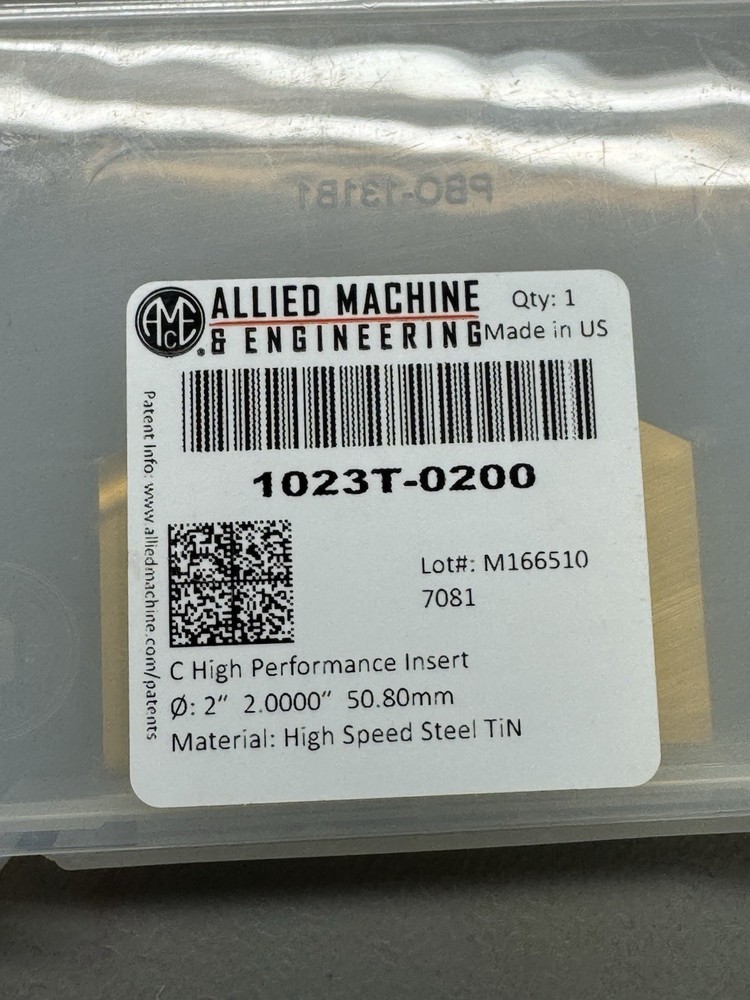 PBO-13181
AMEC
ALLIED MACHINE
& ENGINEERING
Qty: 1
Made in US
1023T-0200
Patent Info: www.alliedmachine.com/patents
Lot#: M166510
7081
C High Performance Insert
Ø: 2” 2.0000” 50.80mm
Material: High Speed Steel TiN